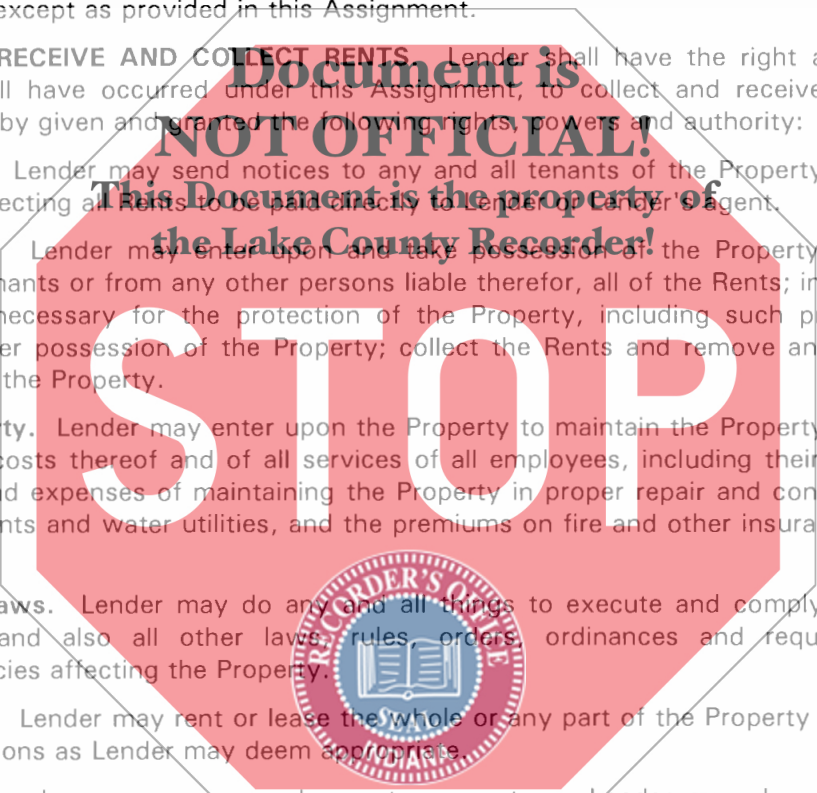 except as provided in this Assignment.
RECEIVE AND COLLECT RENTS. Lender shall have the right
Document is
ll have occurred under this Assignment, to collect and receive
by given and granted the following rights, powers and authority:
NOT OFFICIAL!
Lender may send notices to any and all tenants of the Property
This Document is the property of
ecting all Rents to be paid directly to Lender or Lender's agent.
the Lake County Recorder!
Lender may enter upon and take possession of the Property
nants or from any other persons liable therefor, all of the Rents; in
necessary for the protection of the Property, including such p
er possession of the Property; collect the Rents and remove an
the Property.
STOP
ty. Lender may enter upon the Property to maintain the Property
costs thereof and of all services of all employees, including their
d expenses of maintaining the Property in proper repair and con
nts and water utilities, and the premiums on fire and other insura
RECORDER'S OFFICE
aws. Lender may do any and all things to execute and comply
and also all other laws, rules, orders, ordinances and requ
cies affecting the Property.
SEAL
Lender may rent or lease the whole or any part of the Property
ons as Lender may deem appropriate.
INDIANA